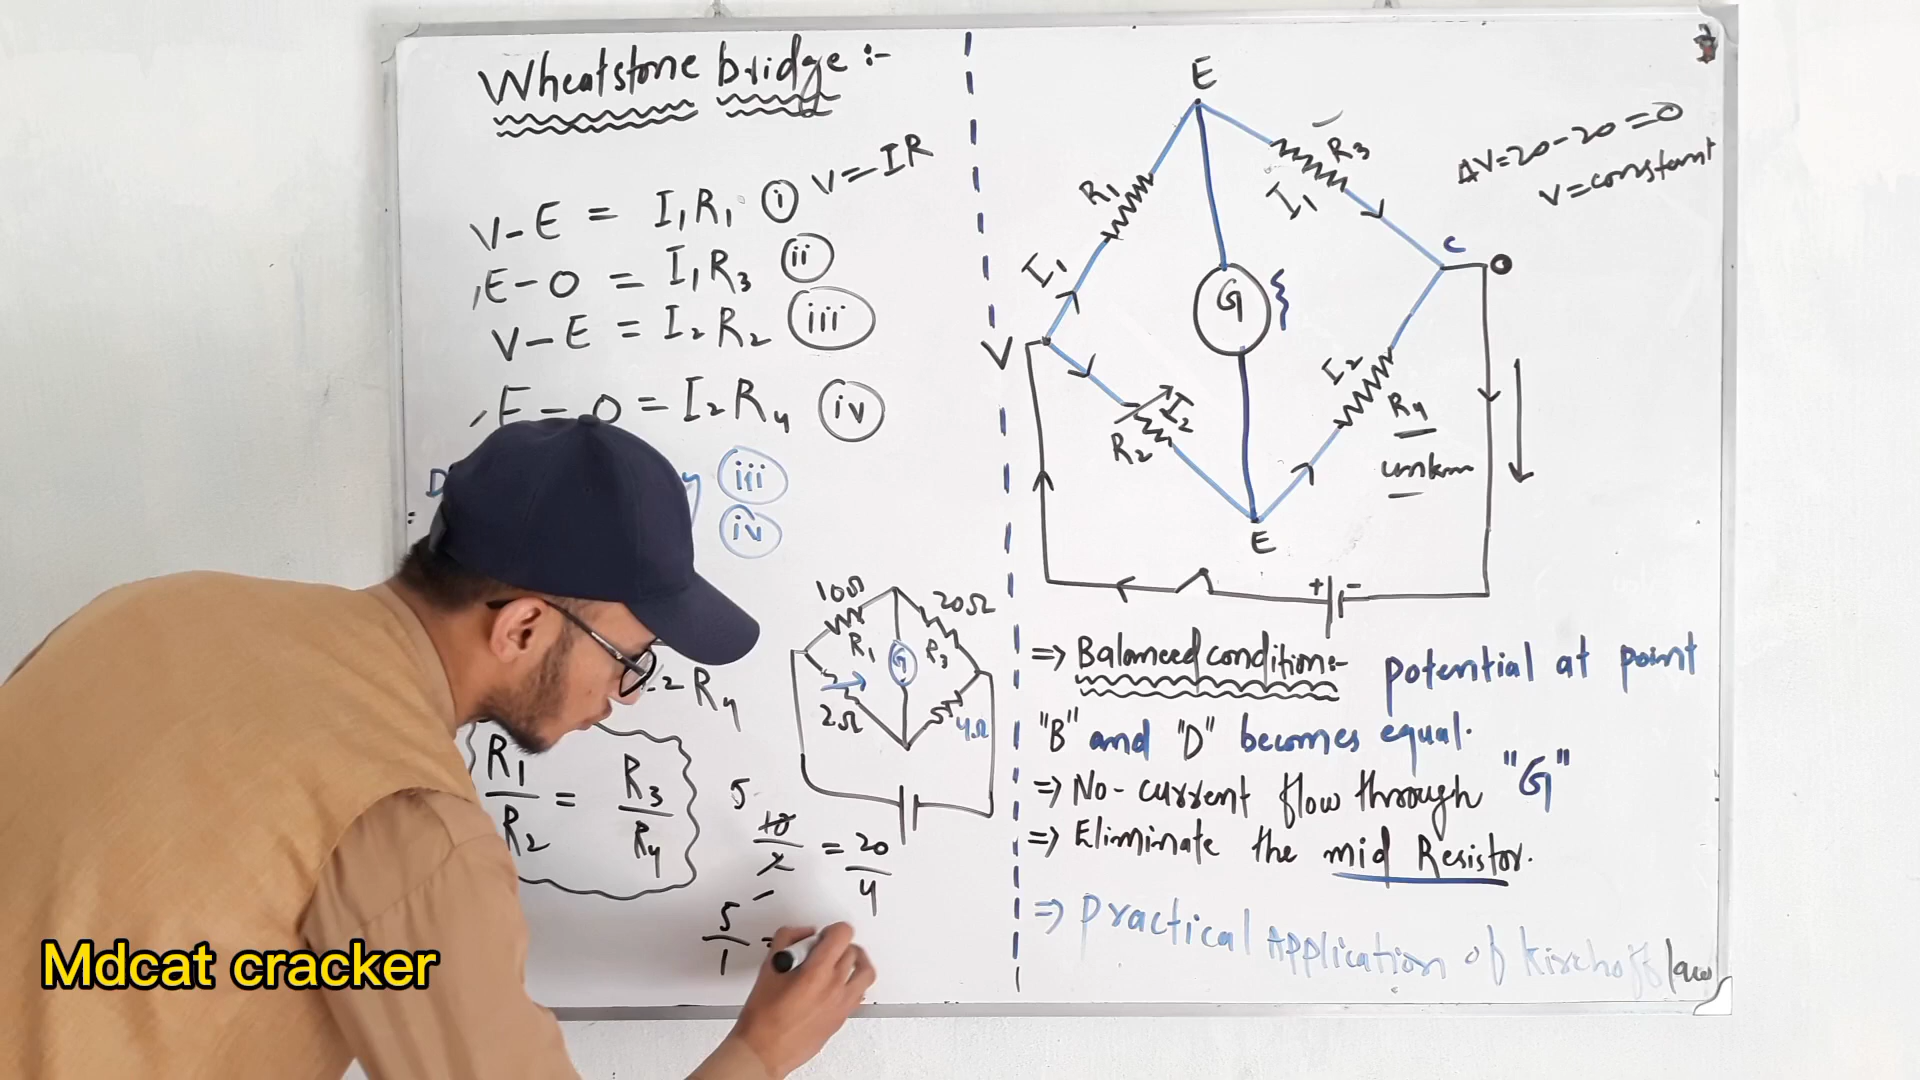 Wheatstone bridge :-
V = IR
V-E = I₁R₁ (i)
E-0 = I₁R₃ (ii)
V-E = I₂R₂ (iii)
E-0 = I₂R₄ (iv)
D
(iii)
(iv)
R₄
R₁/R₂ = R₃/R₄
10Ω
20Ω
R₁
G
R₃
2Ω
4Ω
5
10/2 = 20/4
5/1 =
E
R₁
R₃
I₁
I₁
ΔV=20-20=0
V=constant
C
O
G
V
I₂
I₂
R₂
R₄
E
+ -
=> Balanced condition:- potential at point
"B" and "D" becomes equal.
=> No-current flow through "G"
=> Eliminate the mid Resistor.
=> practical Application of Kirchoff law
Mdcat cracker